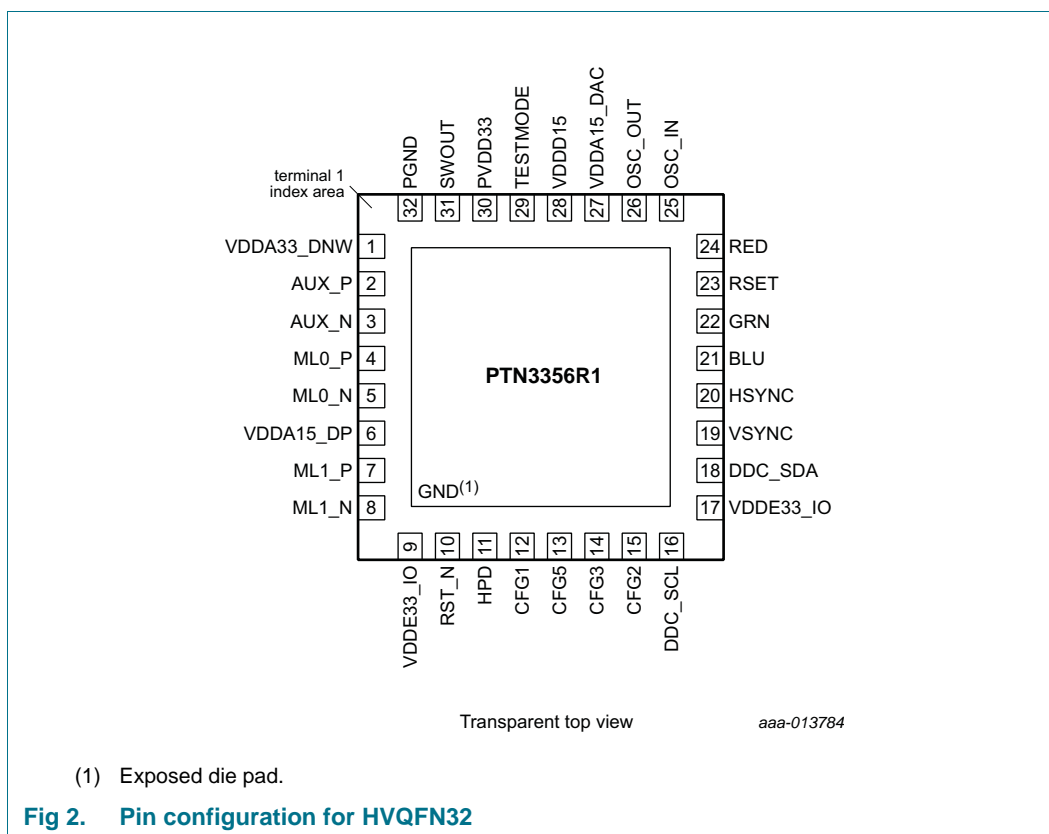 PGND
SWOUT
PVDD33
TESTMODE
VDDD15
VDDA15_DAC
OSC_OUT
OSC_IN
terminal 1
index area
32 31 30 29 28 27 26 25
VDDA33_DNW 1
24 RED
AUX_P 2
23 RSET
AUX_N 3
22 GRN
ML0_P 4
21 BLU
PTN3356R1
ML0_N 5
20 HSYNC
VDDA15_DP 6
19 VSYNC
ML1_P 7
18 DDC_SDA
ML1_N 8
GND(1)
17 VDDE33_IO
9 10 11 12 13 14 15 16
VDDE33_IO
RST_N
HPD
CFG1
CFG5
CFG3
CFG2
DDC_SCL
Transparent top view
aaa-013784
(1) Exposed die pad.
Fig 2. Pin configuration for HVQFN32